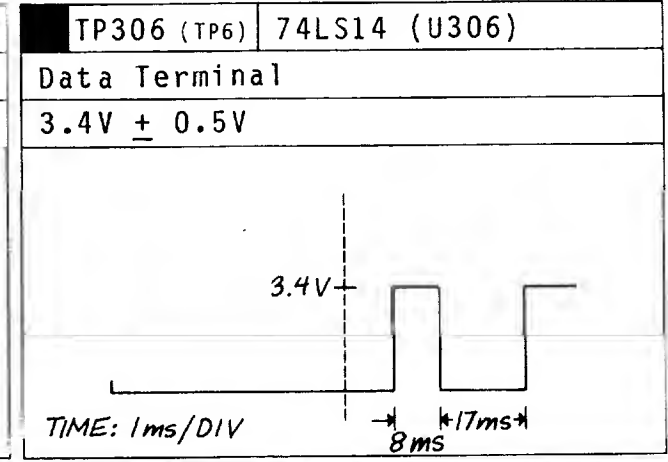 TP306 (TP6) 74LS14 (U306)
Data Terminal
3.4V ± 0.5V
3.4V
TIME: 1ms/DIV
17ms
8ms